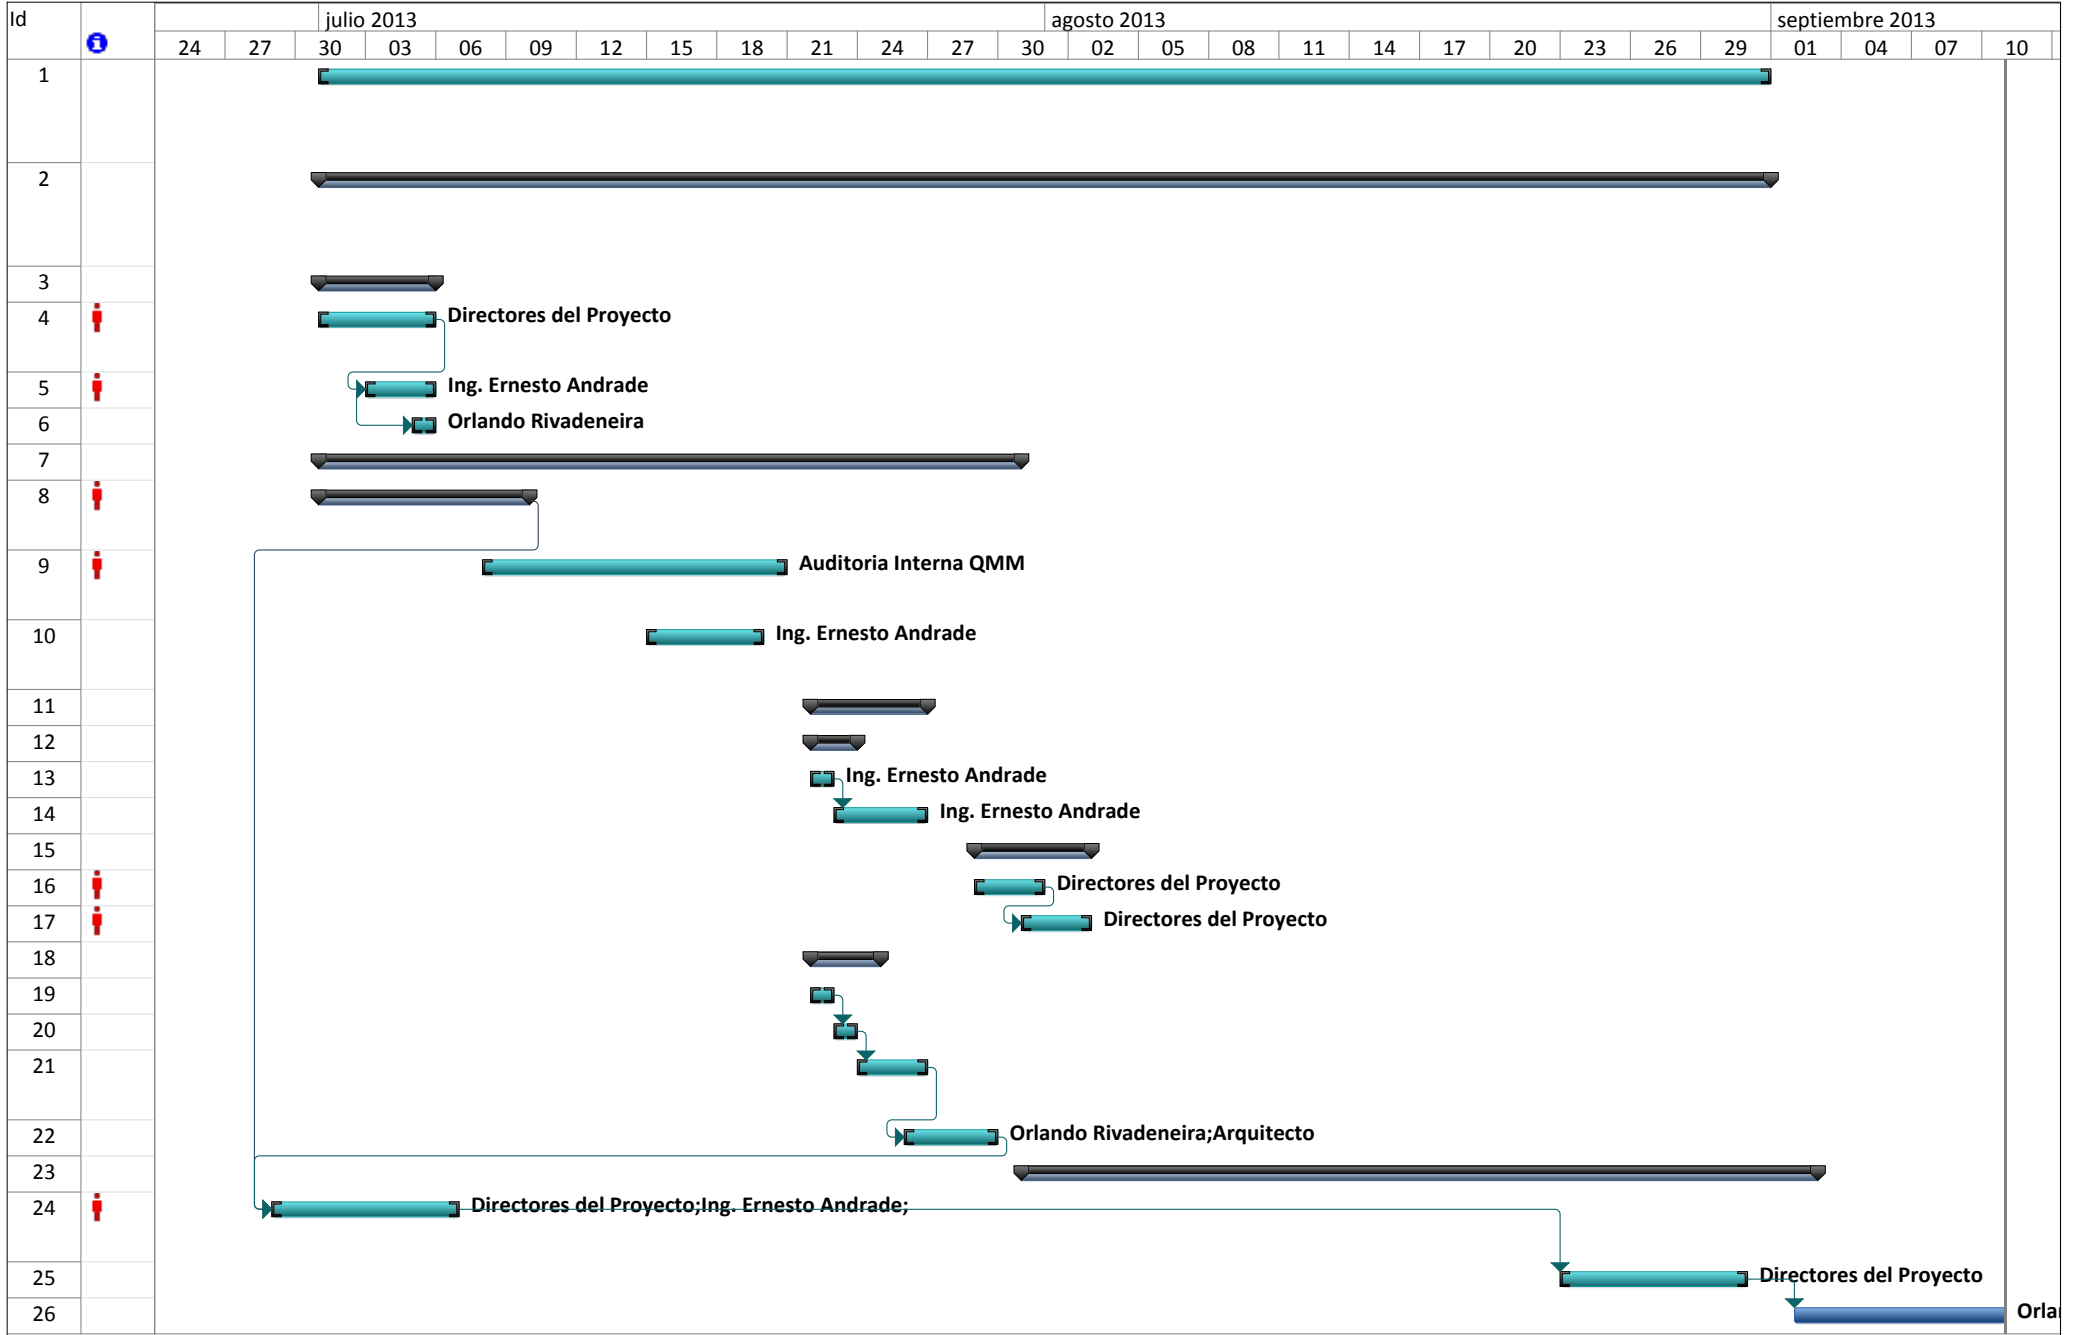 Id
julio 2013 agosto 2013 septiembre 2013
24 27 30 03 06 09 12 15 18 21 24 27 30 02 05 08 11 14 17 20 23 26 29 01 04 07 10
1
2
3
4 Directores del Proyecto
5 Ing. Ernesto Andrade
6 Orlando Rivadeneira
7
8
9 Auditoria Interna QMM
10 Ing. Ernesto Andrade
11
12
13 Ing. Ernesto Andrade
14 Ing. Ernesto Andrade
15
16 Directores del Proyecto
17 Directores del Proyecto
18
19
20
21
22 Orlando Rivadeneira;Arquitecto
23
24 Directores del Proyecto;Ing. Ernesto Andrade;
25 Directores del Proyecto
26